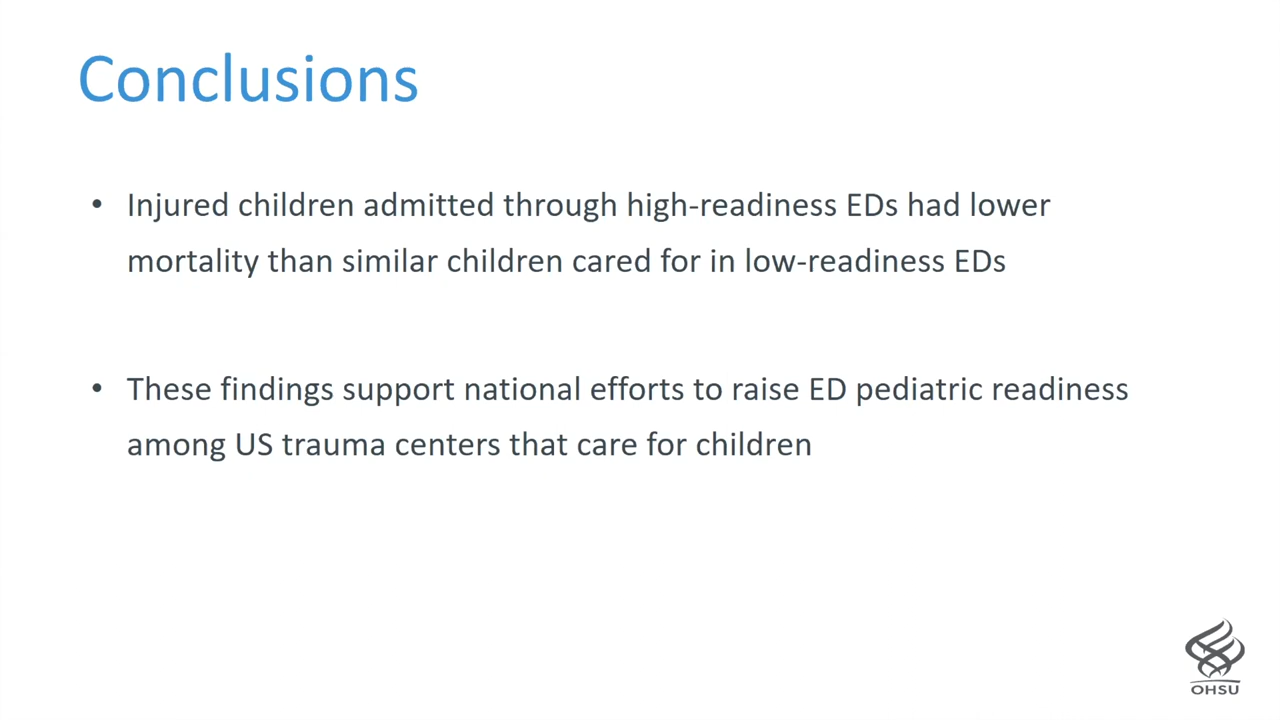 Conclusions
• Injured children admitted through high-readiness EDs had lower
mortality than similar children cared for in low-readiness EDs
• These findings support national efforts to raise ED pediatric readiness
among US trauma centers that care for children
OHSU